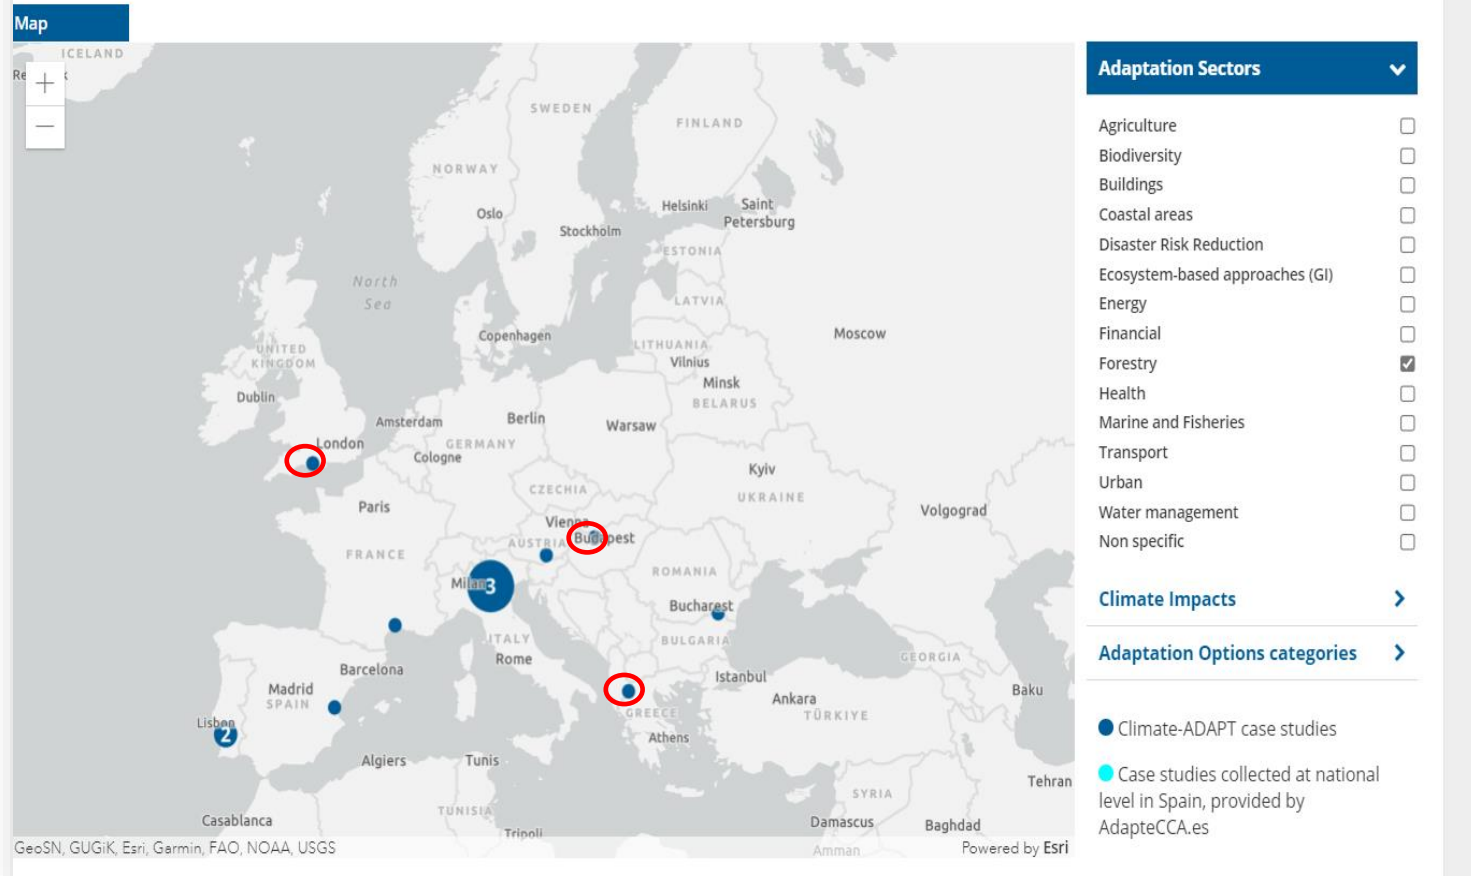 Map
ICELAND
SWEDEN
FINLAND
NORWAY
Oslo
Helsinki
Saint
Petersburg
Stockholm
ESTONIA
North
Sea
LATVIA
Copenhagen
Moscow
UNITED
KINGDOM
LITHUANIA
Vilnius
Minsk
BELARUS
Dublin
Amsterdam
Berlin
Warsaw
London
GERMANY
Cologne
Kyiv
CZECHIA
UKRAINE
Paris
Volgograd
Vienna
Budapest
AUSTRIA
FRANCE
ROMANIA
Milan
3
Bucharest
ITALY
BULGARIA
Rome
GEORGIA
Barcelona
Istanbul
Madrid
SPAIN
Ankara
Baku
GREECE
TÜRKIYE
Lisbon
2
Athens
Algiers
Tunis
Tehran
SYRIA
TUNISIA
Casablanca
Damascus
Baghdad
Tripoli
Amman
GeoSN, GUGiK, Esri, Garmin, FAO, NOAA, USGS
Powered by Esri
Adaptation Sectors
Agriculture
Biodiversity
Buildings
Coastal areas
Disaster Risk Reduction
Ecosystem-based approaches (GI)
Energy
Financial
Forestry
Health
Marine and Fisheries
Transport
Urban
Water management
Non specific
Climate Impacts
Adaptation Options categories
Climate-ADAPT case studies
Case studies collected at national
level in Spain, provided by
AdapteCCA.es